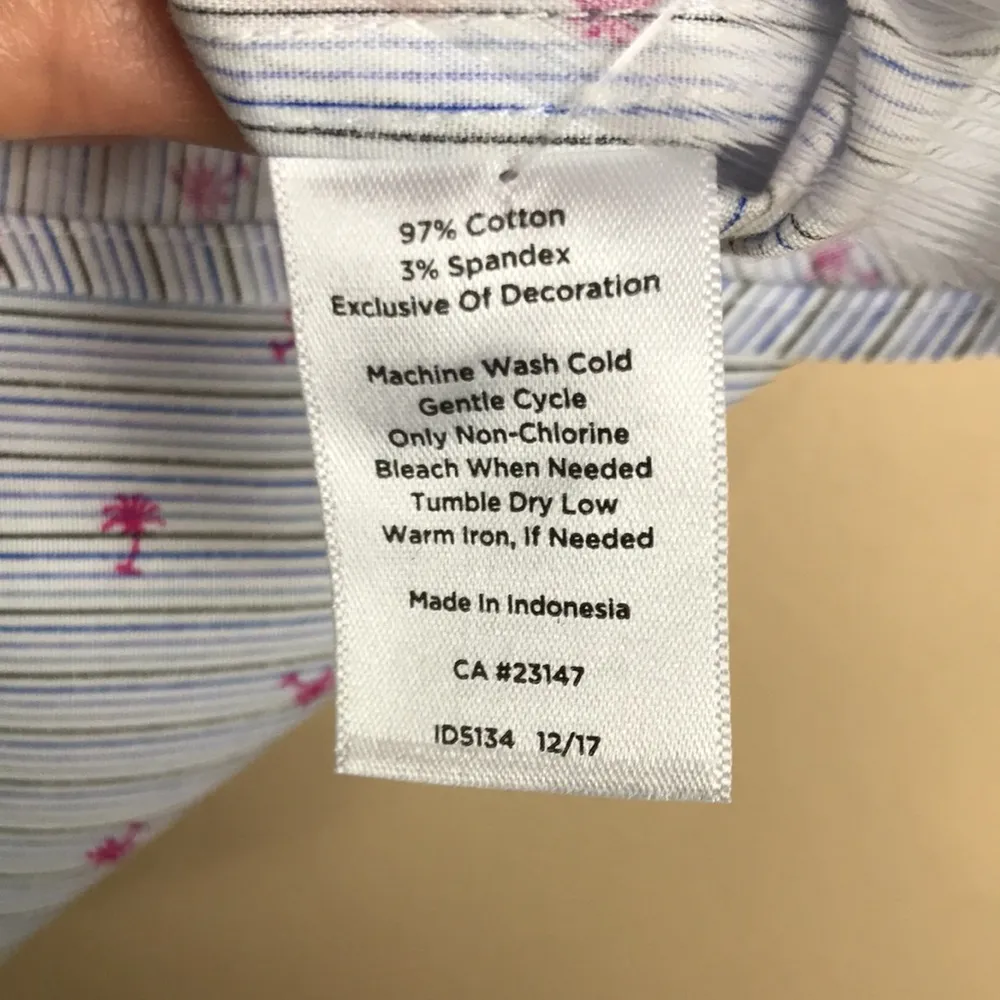 97% Cotton
3% Spandex
Exclusive Of Decoration
Machine Wash Cold
Gentle Cycle
Only Non-Chlorine
Bleach When Needed
Tumble Dry Low
Warm Iron, If Needed
Made In Indonesia
CA #23147
ID5134 12/17